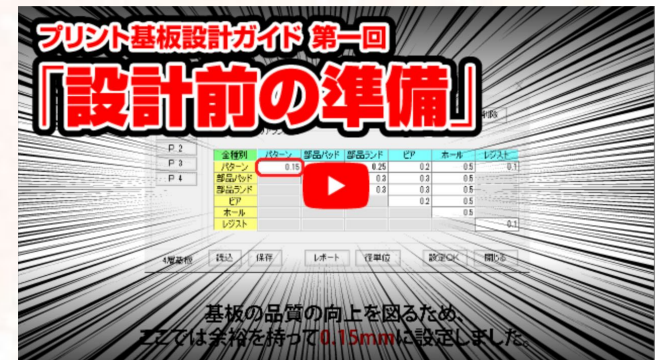 プリント基板設計ガイド 第一回
「設計前の準備」
P 2
P 3
P 4
全種別 パターン 部品パッド 部品ランド ビア ホール レジスト
パターン 0.15 0.25 0.2 0.5 0.1
部品パッド 0.3 0.3 0.5
部品ランド 0.3 0.3 0.5
ビア 0.2 0.5
ホール 0.5
レジスト 0.1
4層基板 読込 保存 レポート 径単位 設定OK 閉じる
基板の品質の向上を図るため、
ここでは余裕を持って0.15mmに設定しました。